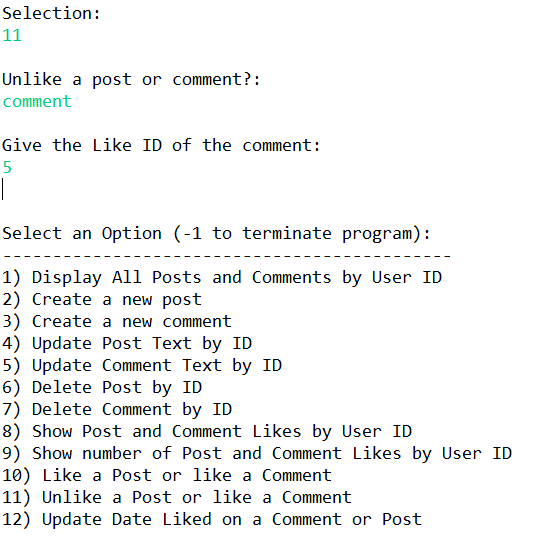 Selection:
11
Unlike a post or comment?:
comment
Give the Like ID of the comment:
5
Select an Option (-1 to terminate program):
---------------------------------------------
1) Display All Posts and Comments by User ID
2) Create a new post
3) Create a new comment
4) Update Post Text by ID
5) Update Comment Text by ID
6) Delete Post by ID
7) Delete Comment by ID
8) Show Post and Comment Likes by User ID
9) Show number of Post and Comment Likes by User ID
10) Like a Post or like a Comment
11) Unlike a Post or like a Comment
12) Update Date Liked on a Comment or Post